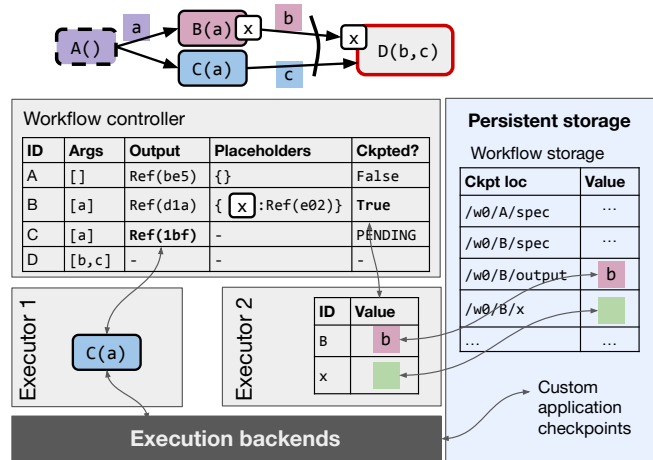 a
b
A()
B(a)
x
x
D(b,c)
C(a)
c
Workflow controller
ID Args Output Placeholders Ckpted?
A [] Ref(be5) {} False
B [a] Ref(d1a) { x :Ref(e02)} True
C [a] Ref(1bf) - PENDING
D [b,c] - - -
Persistent storage
Workflow storage
Ckpt loc Value
/w0/A/spec ...
/w0/B/spec ...
/w0/B/output b
/w0/B/x
... ...
Executor 1
C(a)
Executor 2
ID Value
B b
x
Execution backends
Custom
application
checkpoints